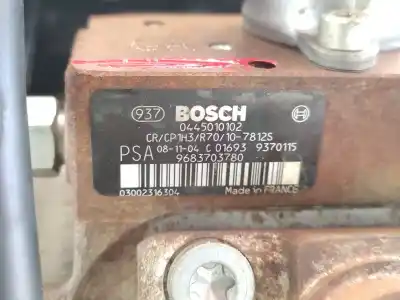 937 BOSCH
0445010102
CR/CP1H3/R70/10-7812S
PSA 08-11-04 C 01693 9370115
9683703780
03002316304 Made in FRANCE